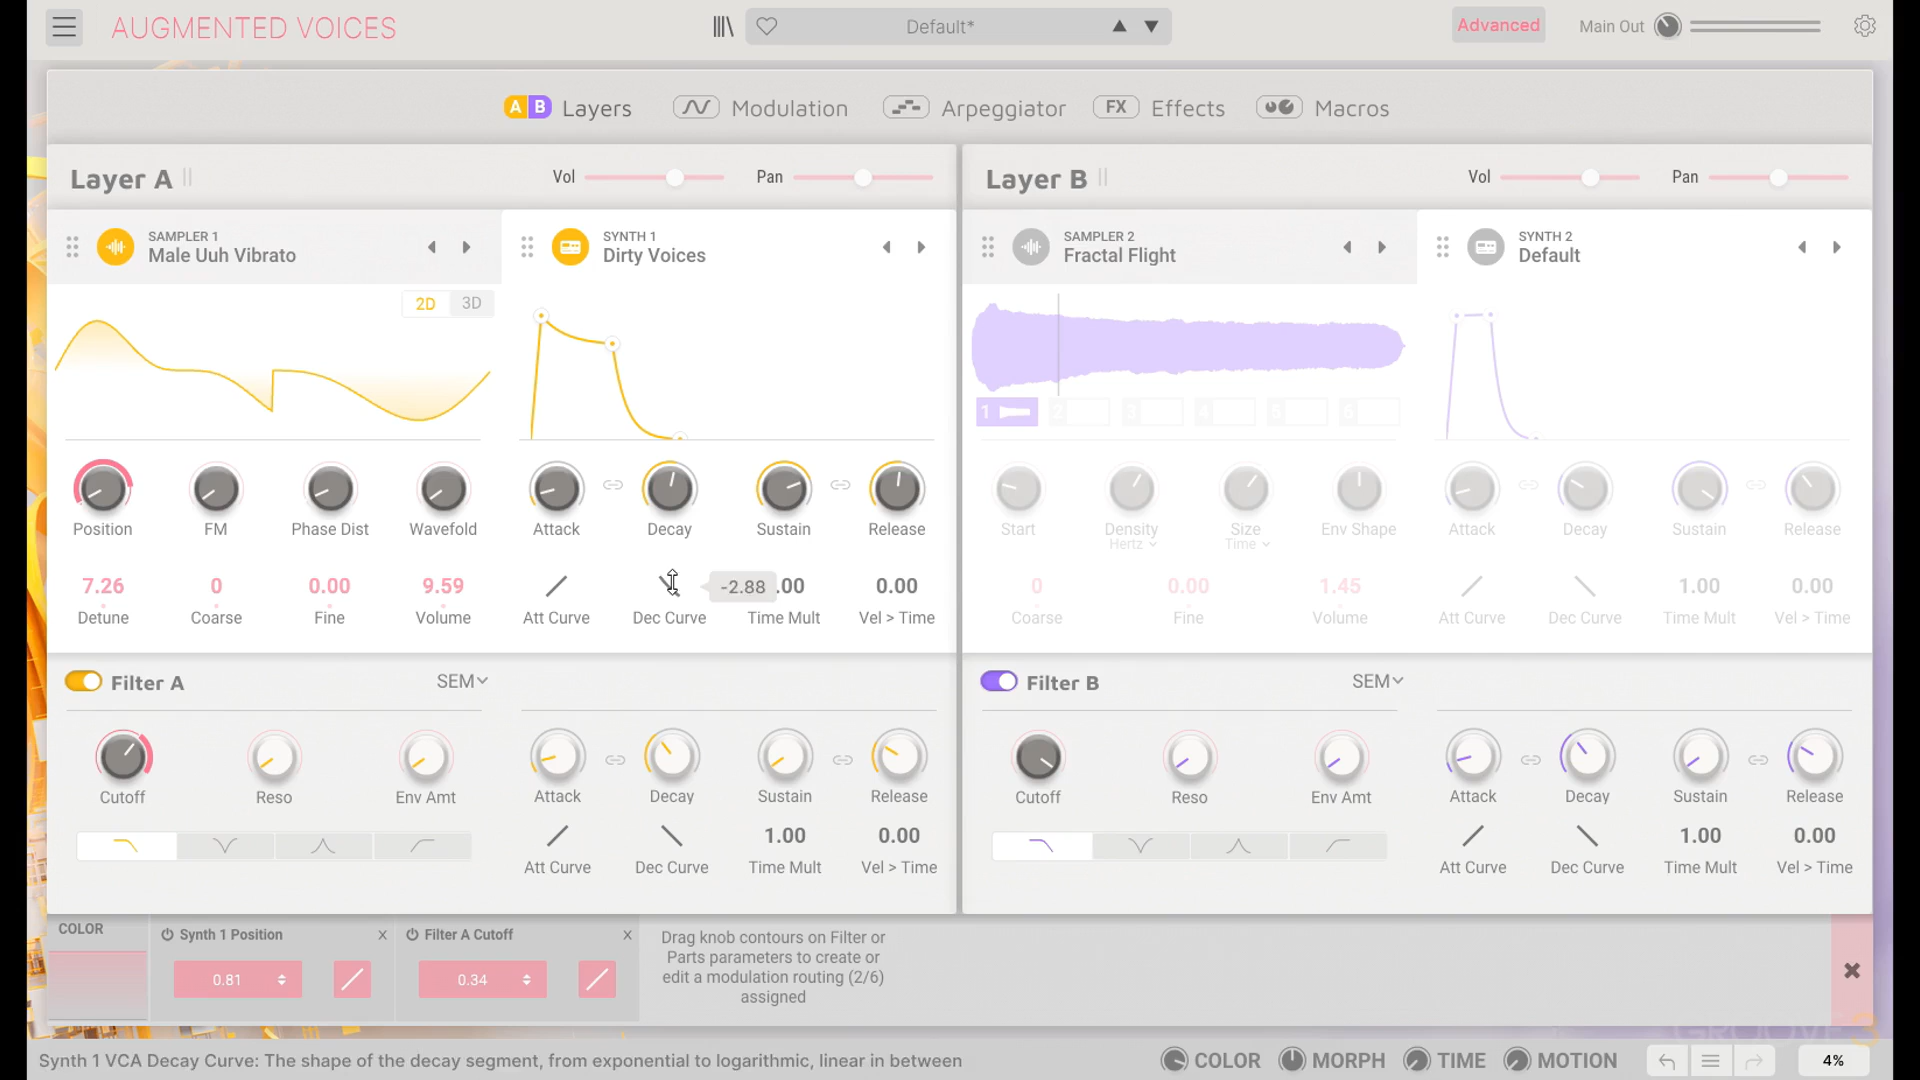 AUGMENTED VOICES
Default*
Advanced
Main Out
A B Layers
Modulation
Arpeggiator
FX Effects
Macros
Layer A
Vol
Pan
Layer B
Vol
Pan
SAMPLER 1
Male Uuh Vibrato
SYNTH 1
Dirty Voices
SAMPLER 2
Fractal Flight
SYNTH 2
Default
2D 3D
1 2 3 4 5 6
Position FM Phase Dist Wavefold Attack Decay Sustain Release
Start Density Size Env Shape Attack Decay Sustain Release
Hertz Time
7.26 0 0.00 9.59 -2.88 .00 0.00
0 0.00 1.45 1.00 0.00
Detune Coarse Fine Volume Att Curve Dec Curve Time Mult Vel > Time
Coarse Fine Volume Att Curve Dec Curve Time Mult Vel > Time
Filter A SEM
Filter B SEM
Cutoff Reso Env Amt Attack Decay Sustain Release
Cutoff Reso Env Amt Attack Decay Sustain Release
1.00 0.00
1.00 0.00
Att Curve Dec Curve Time Mult Vel > Time
Att Curve Dec Curve Time Mult Vel > Time
COLOR
Synth 1 Position X
0.81
Filter A Cutoff X
0.34
Drag knob contours on Filter or
Parts parameters to create or
edit a modulation routing (2/6)
assigned
GROOVE 3
Synth 1 VCA Decay Curve: The shape of the decay segment, from exponential to logarithmic, linear in between
COLOR MORPH TIME MOTION
4%